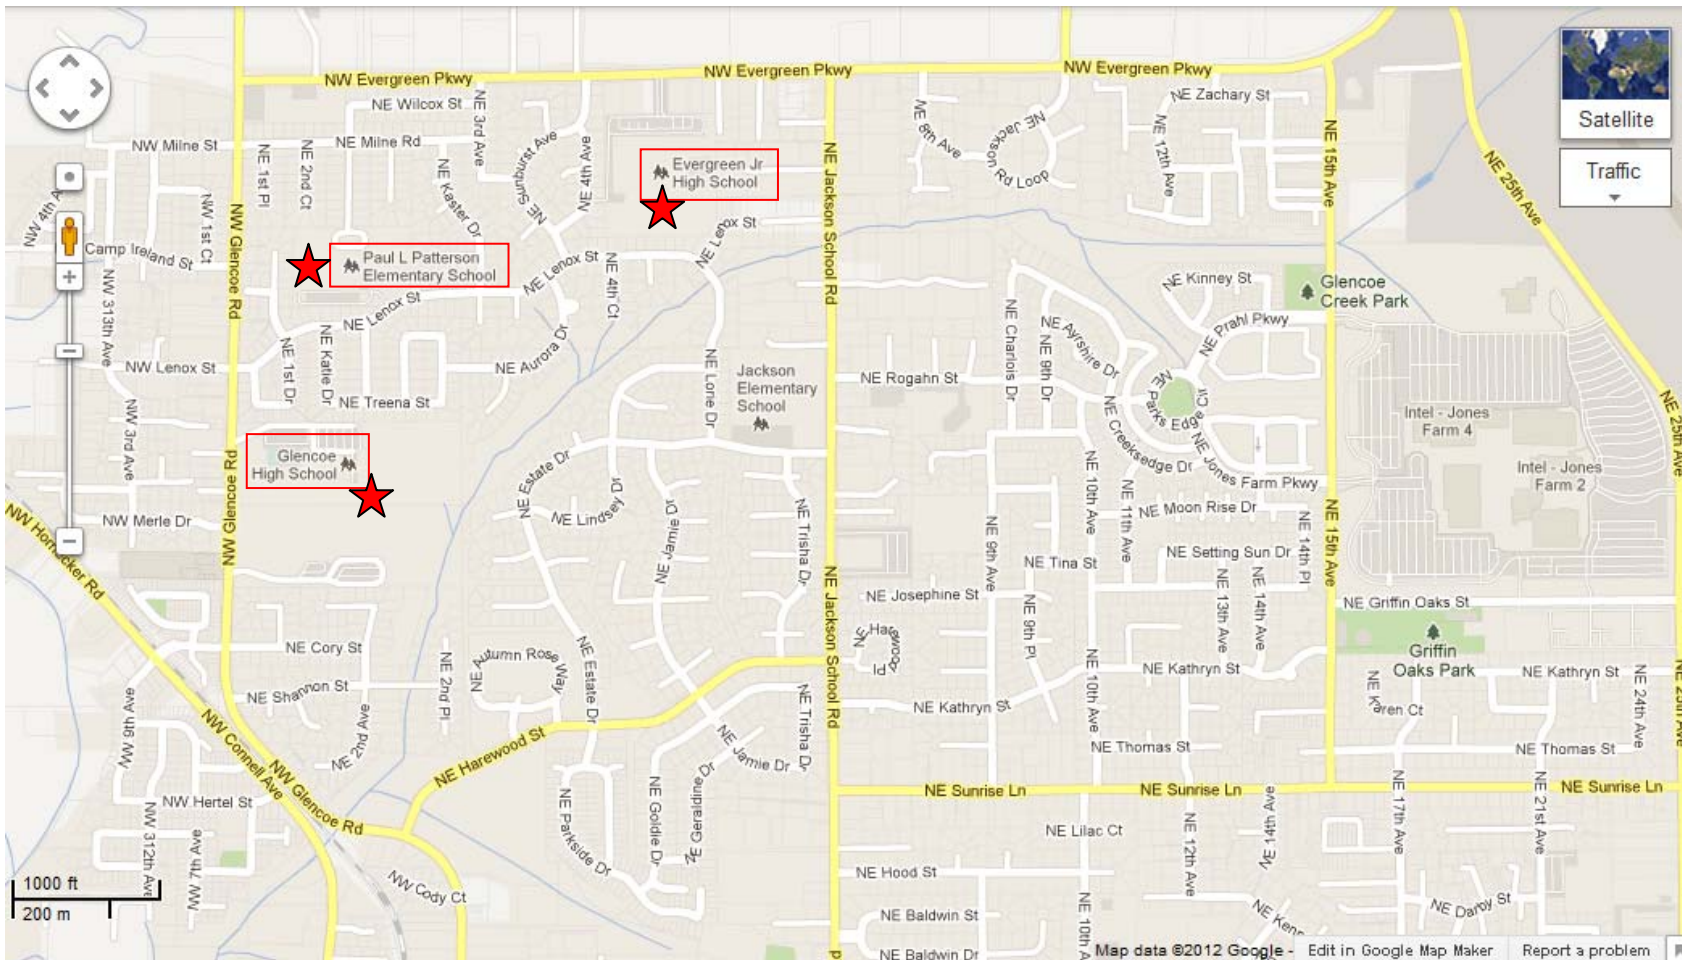 NW Evergreen Pkwy
NW Evergreen Pkwy
NW Evergreen Pkwy
Satellite
Traffic
NE Wilcox St
NE 3rd Ave
NE Zachary St
NW Milne St
NE Milne Rd
NE 1st Pl
NE 2nd Ct
NE Kaster Dr
NE Sunburst Ave
NE 4th Ave
Evergreen Jr
High School
NE 8th Ave
NE Jackson
Rd Loop
NE 12th Ave
NE 15th Ave
NE 25th Ave
NW 4th A
NW 1st Ct
NW Glencoe Rd
NE Jackson School Rd
Camp Ireland St
Paul L Patterson
Elementary School
NE Lenox St
NE Lenox St
NE Lenox St
NE 4th Ct
NW 313th Ave
NE Kinney St
Glencoe
Creek Park
NE Prahl Pkwy
NE Charlois Dr
NE 9th Dr
NE Ayrshire Dr
NW Lenox St
NE 1st Dr
NE Katie Dr
NE Aurora Dr
NE Treena St
NE Lorie Dr
Jackson
Elementary
School
NE Rogahn St
NE Parks Edge Cir
Intel - Jones
Farm 4
NE 25th Ave
NW 3rd Ave
NW Glencoe Rd
Glencoe
High School
NE Estate Dr
NE Lindsey Dr
NE Jamie Dr
NE Trisha Dr
NE Creeksedge Dr
NE Jones Farm Pkwy
NE 10th Ave
NE 11th Ave
Intel - Jones
Farm 2
NW Merle Dr
NW Hornecker Rd
NE Moon Rise Dr
NE 9th Ave
NE Setting Sun Dr
NE 14th Pl
NE 15th Ave
NE Tina St
NE Jackson School Rd
NE Josephine St
NE 9th Pl
NE 13th Ave
NE 14th Ave
NE Griffin Oaks St
NE Harewood Pl
Griffin
Oaks Park
NE Cory St
NE 2nd Pl
NE Autumn Rose Way
NE Estate Dr
NE Shannon St
NE 2nd Ave
NE Trisha Dr
NE Kathryn St
NE Kathryn St
NE Kathryn St
NE 10th Ave
NE Karen Ct
NE 24th Ave
NE 25th Ave
NW 9th Ave
NW Connell Ave
NW Glencoe Rd
NE Harewood St
NE Jamie Dr
NE Thomas St
NE Thomas St
NW Hertel St
NE Parkside Dr
NE Goldie Dr
NE Geraldine Dr
NE Sunrise Ln
NE Sunrise Ln
NE Sunrise Ln
NE 14th Ave
NE 17th Ave
NE 21st Ave
NW 312th Ave
NW 7th Ave
NE Lilac Ct
NE 12th Ave
NW Cody Ct
NE Hood St
NE Baldwin St
NE Baldwin Dr
NE 10th A
NE Kenn
NE Darby St
1000 ft
200 m
Map data ©2012 Google - Edit in Google Map Maker Report a problem